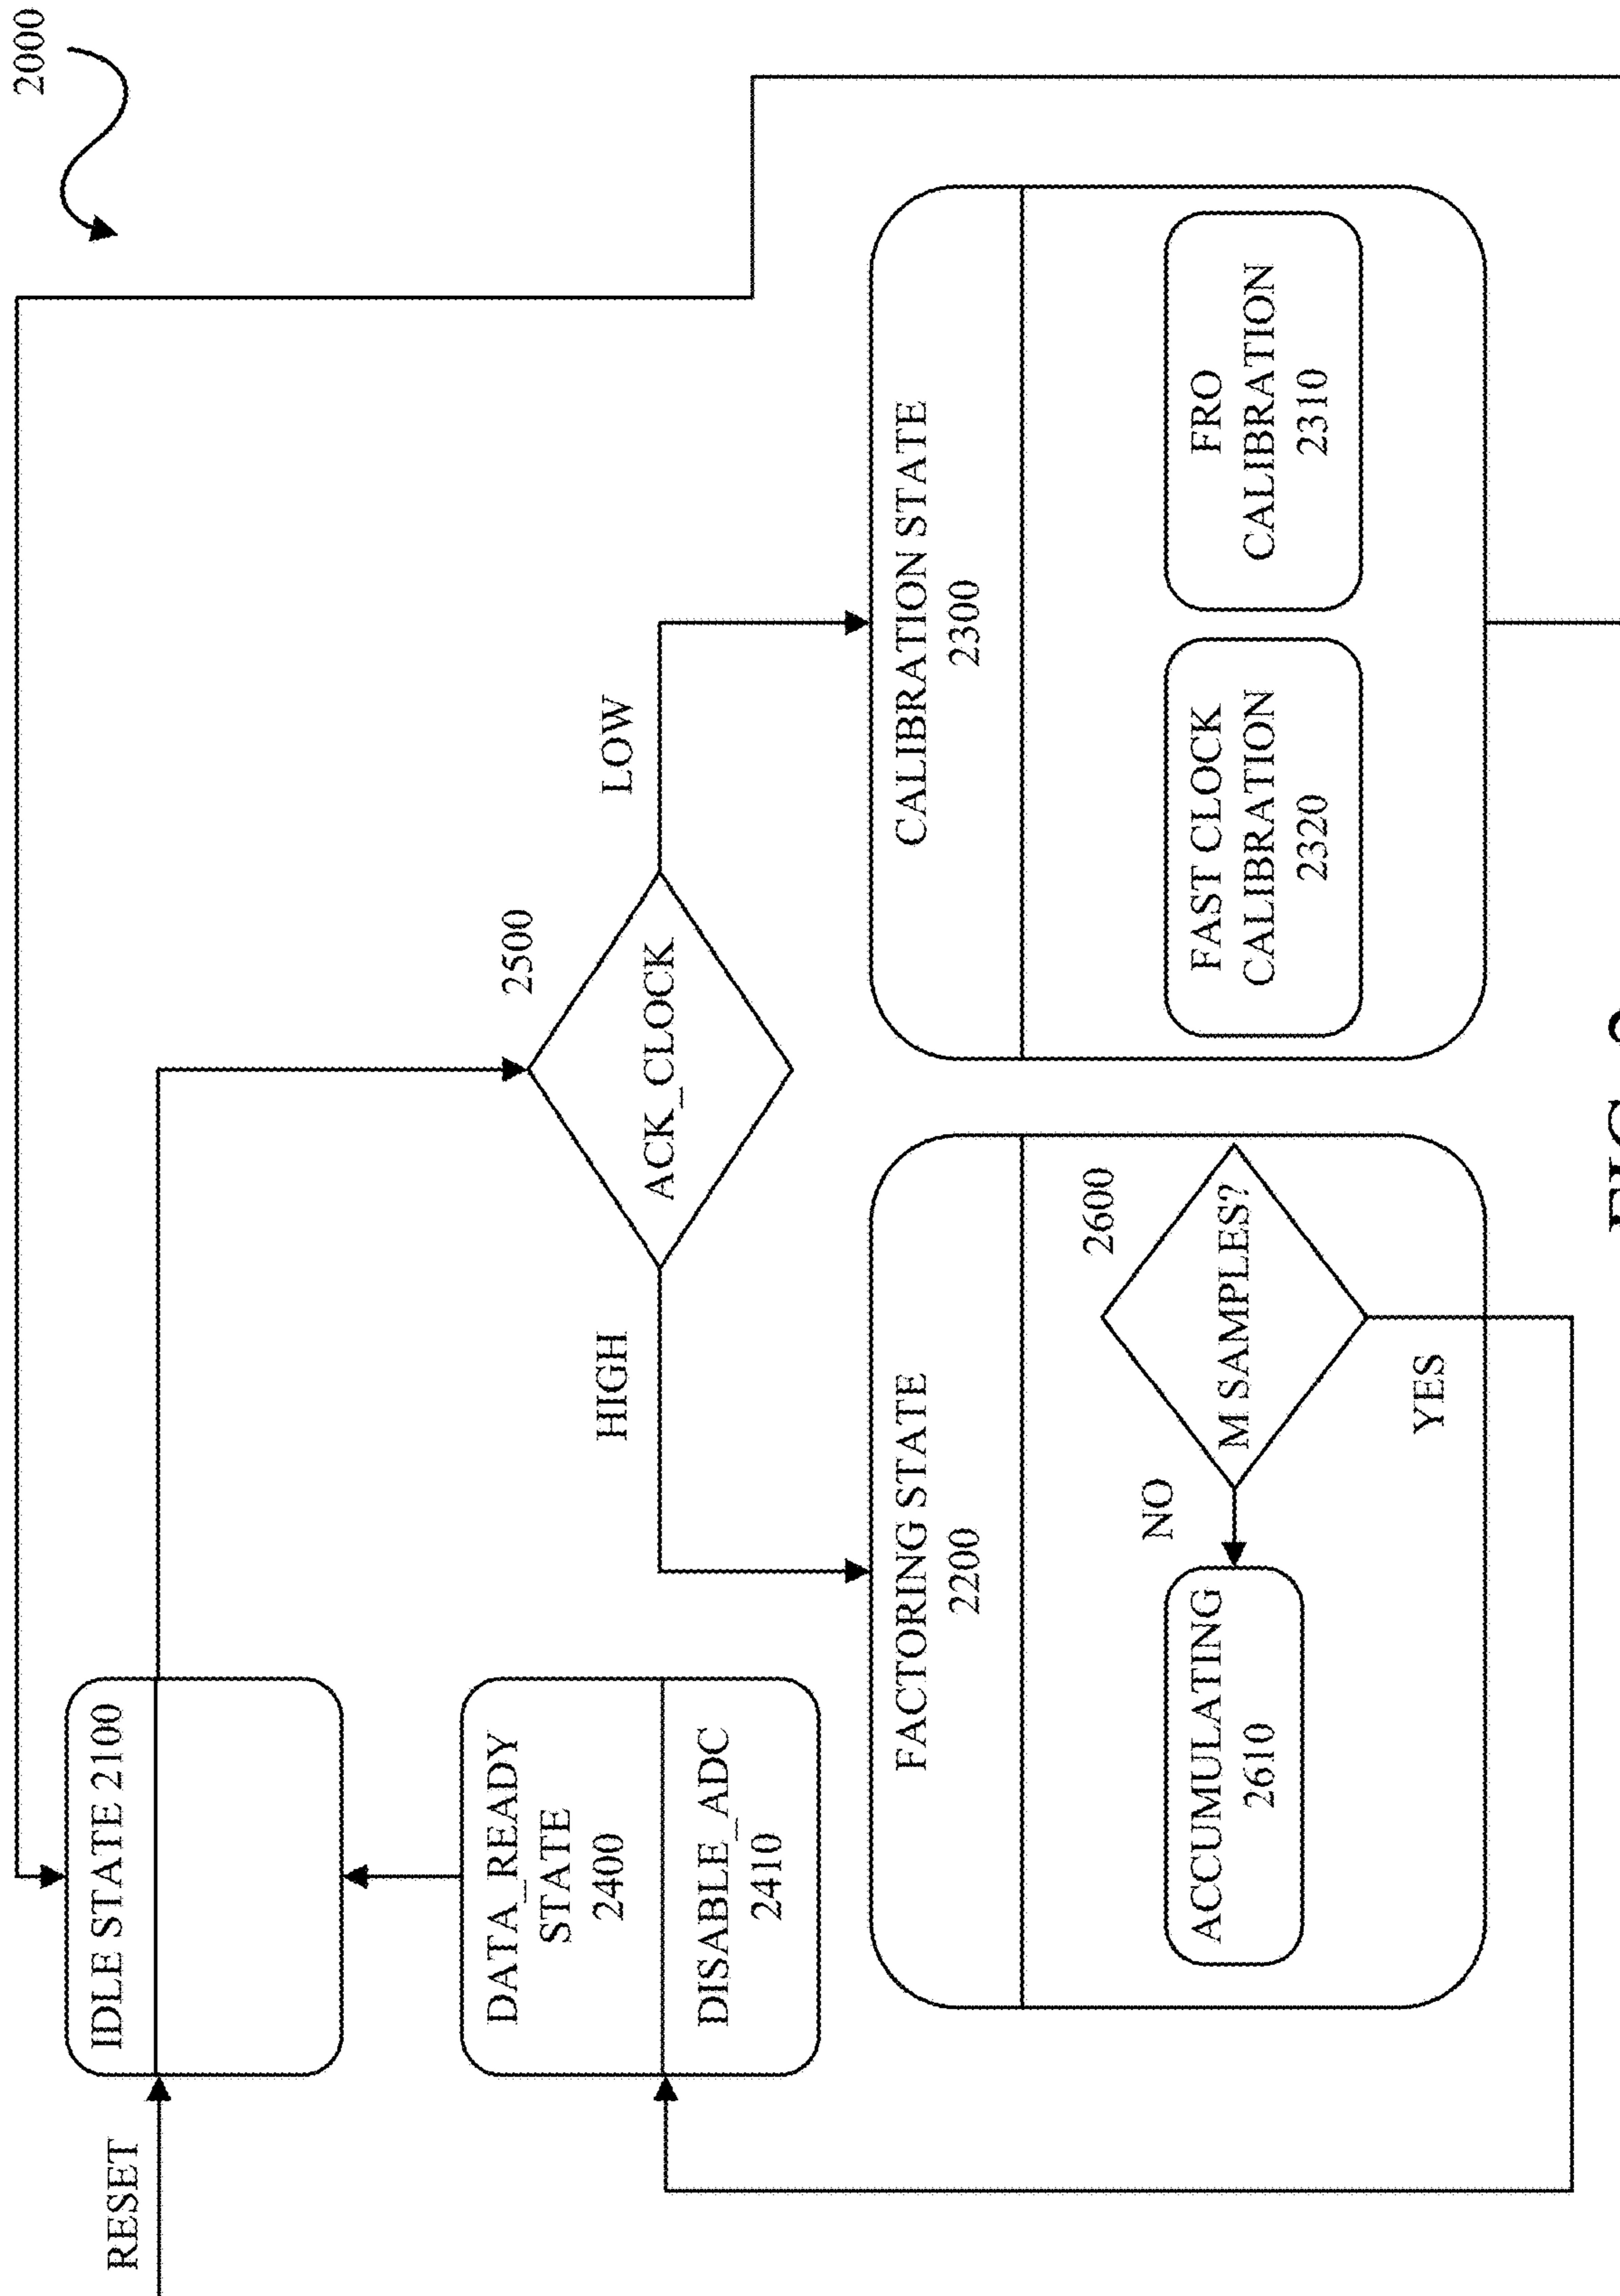 2000
RESET
IDLE STATE 2100
DATA_READY
STATE
2400
DISABLE_ADC
2410
2500
ACK_CLOCK
HIGH
LOW
FACTORING STATE
2200
2600
M SAMPLES?
NO
YES
ACCUMULATING
2610
CALIBRATION STATE
2300
FAST CLOCK
CALIBRATION
2320
FRO
CALIBRATION
2310